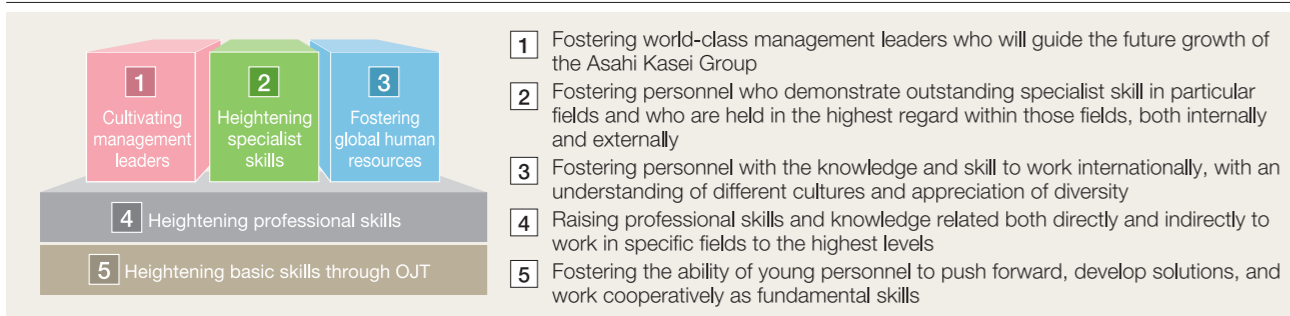 1
Cultivating
management
leaders
2
Heightening
specialist
skills
3
Fostering
global human
resources
4 Heightening professional skills
5 Heightening basic skills through OJT
1 Fostering world-class management leaders who will guide the future growth of
the Asahi Kasei Group
2 Fostering personnel who demonstrate outstanding specialist skill in particular
fields and who are held in the highest regard within those fields, both internally
and externally
3 Fostering personnel with the knowledge and skill to work internationally, with an
understanding of different cultures and appreciation of diversity
4 Raising professional skills and knowledge related both directly and indirectly to
work in specific fields to the highest levels
5 Fostering the ability of young personnel to push forward, develop solutions, and
work cooperatively as fundamental skills